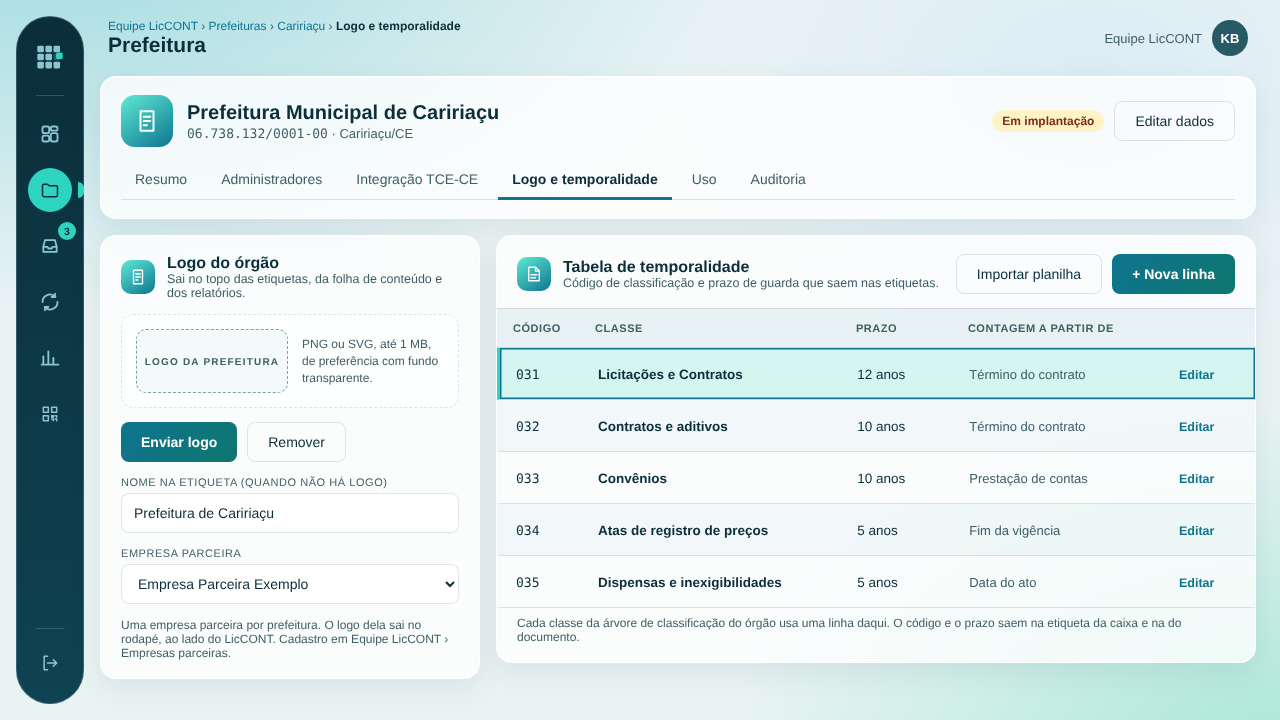 Equipe LicCONT › Prefeituras › Caririaçu › Logo e temporalidade
Prefeitura
Equipe LicCONT
KB
3
Prefeitura Municipal de Caririaçu
06.738.132/0001-00 · Caririaçu/CE
Em implantação
Editar dados
Resumo
Administradores
Integração TCE-CE
Logo e temporalidade
Uso
Auditoria
Logo do órgão
Sai no topo das etiquetas, da folha de conteúdo e
dos relatórios.
LOGO DA PREFEITURA
PNG ou SVG, até 1 MB,
de preferência com fundo
transparente.
Enviar logo
Remover
NOME NA ETIQUETA (QUANDO NÃO HÁ LOGO)
Prefeitura de Caririaçu
EMPRESA PARCEIRA
Empresa Parceira Exemplo
Uma empresa parceira por prefeitura. O logo dela sai no
rodapé, ao lado do LicCONT. Cadastro em Equipe LicCONT ›
Empresas parceiras.
Tabela de temporalidade
Código de classificação e prazo de guarda que saem nas etiquetas.
Importar planilha
+ Nova linha
CÓDIGO CLASSE PRAZO CONTAGEM A PARTIR DE
031 Licitações e Contratos 12 anos Término do contrato Editar
032 Contratos e aditivos 10 anos Término do contrato Editar
033 Convênios 10 anos Prestação de contas Editar
034 Atas de registro de preços 5 anos Fim da vigência Editar
035 Dispensas e inexigibilidades 5 anos Data do ato Editar
Cada classe da árvore de classificação do órgão usa uma linha daqui. O código e o prazo saem na etiqueta da caixa e na do
documento.